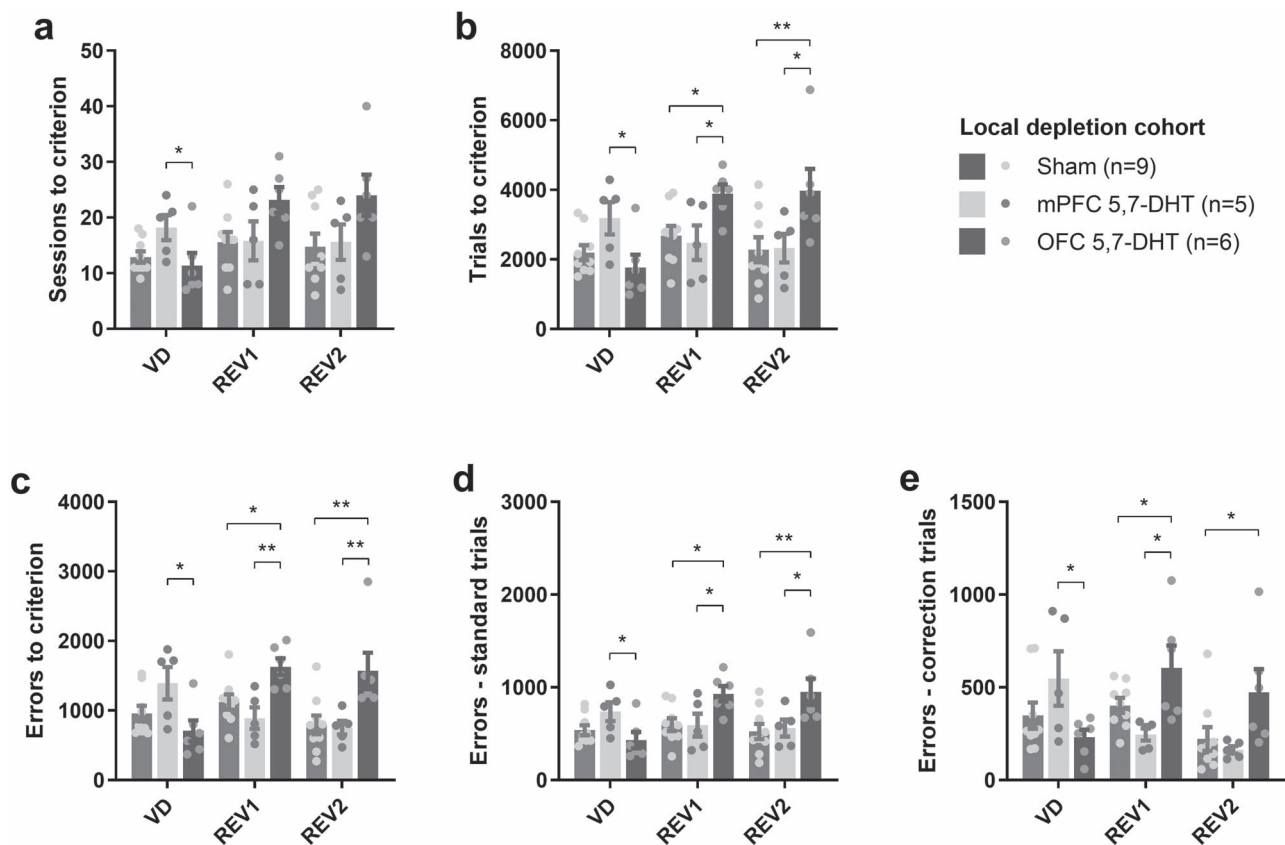 a
Sessions to criterion
50
40
30
20
10
0
*
VD
REV1
REV2
b
Trials to criterion
8000
6000
4000
2000
0
*
*
*
**
*
VD
REV1
REV2
Local depletion cohort
Sham (n=9)
mPFC 5,7-DHT (n=5)
OFC 5,7-DHT (n=6)
c
Errors to criterion
4000
3000
2000
1000
0
*
*
**
**
**
VD
REV1
REV2
d
Errors - standard trials
3000
2000
1000
0
*
*
*
**
*
VD
REV1
REV2
e
Errors - correction trials
1500
1000
500
0
*
*
*
*
VD
REV1
REV2